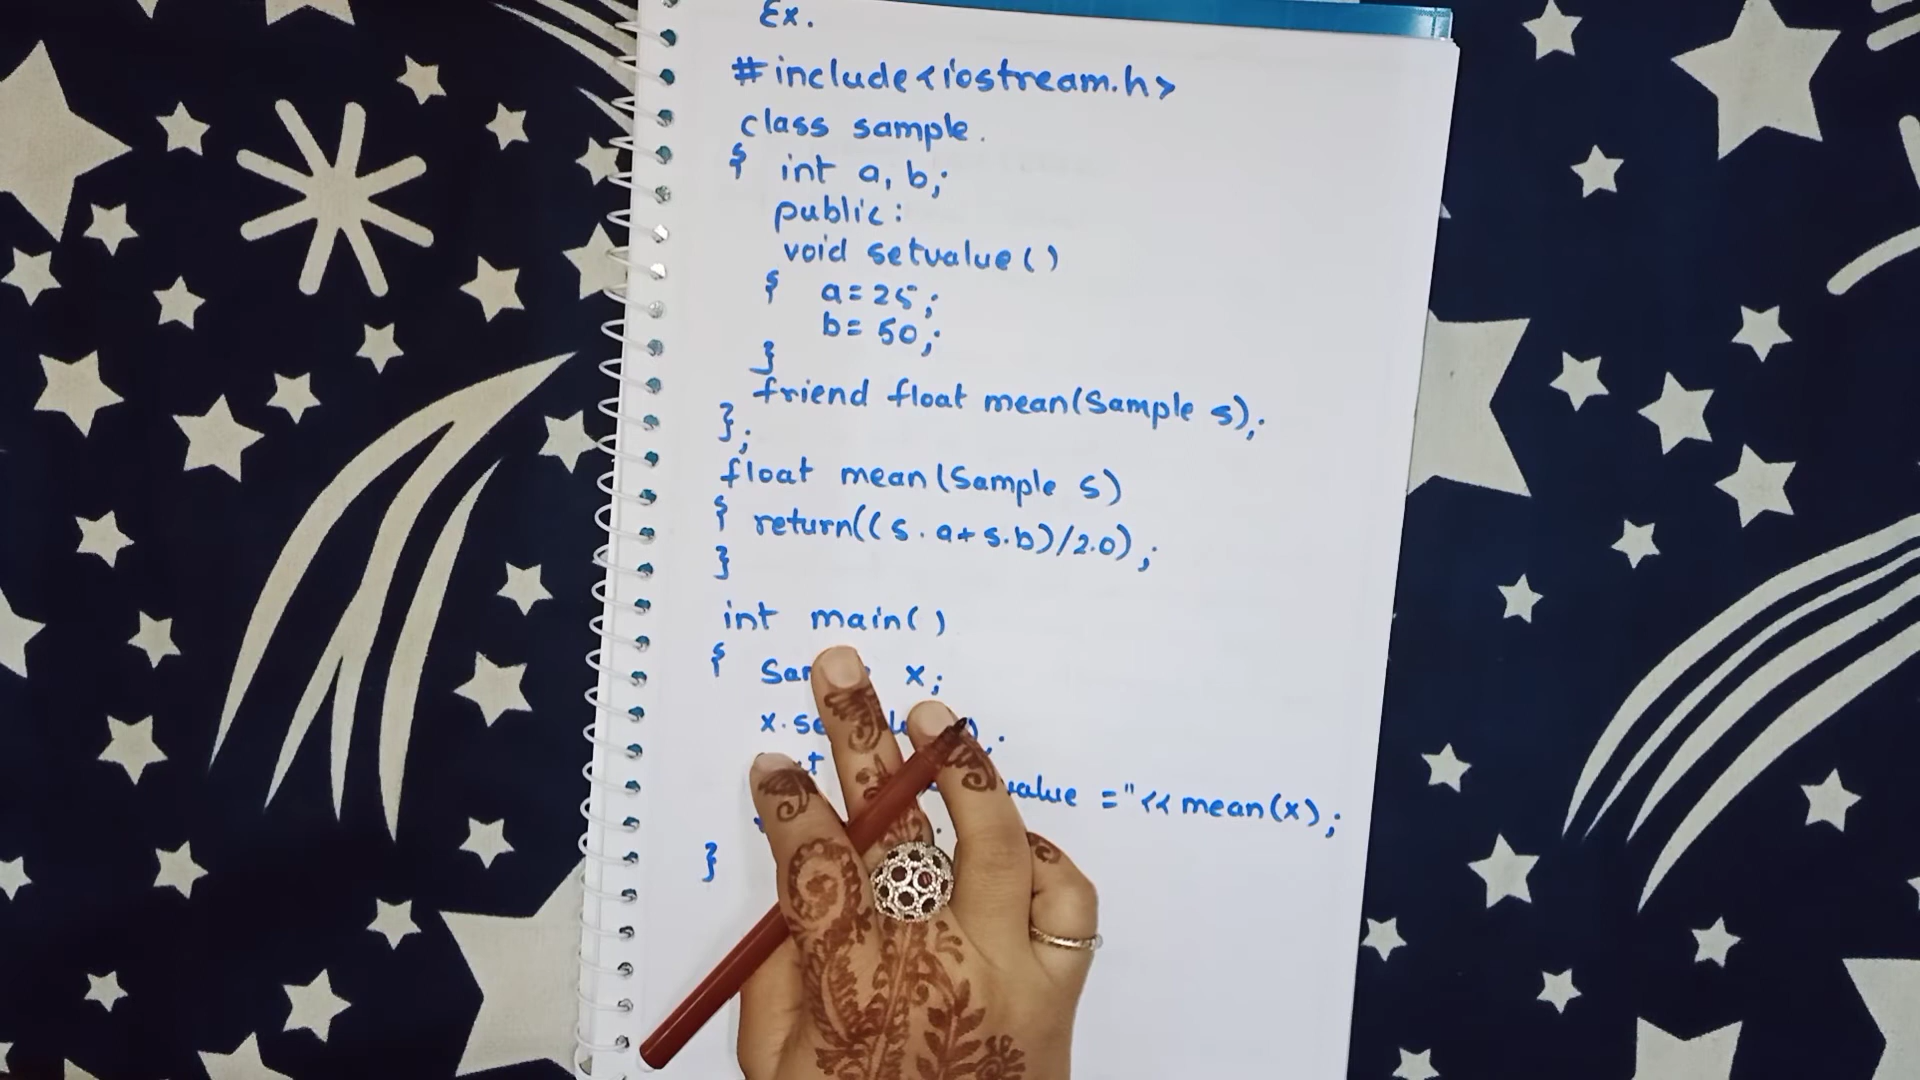 Ex.
#include<iostream.h>
class sample
{ int a, b;
public:
void setvalue()
{ a=25;
b=50;
}
friend float mean(Sample s);
};
float mean(Sample s)
{ return((s.a+s.b)/2.0);
}
int main()
{ x;
value ="<<mean(x);
}